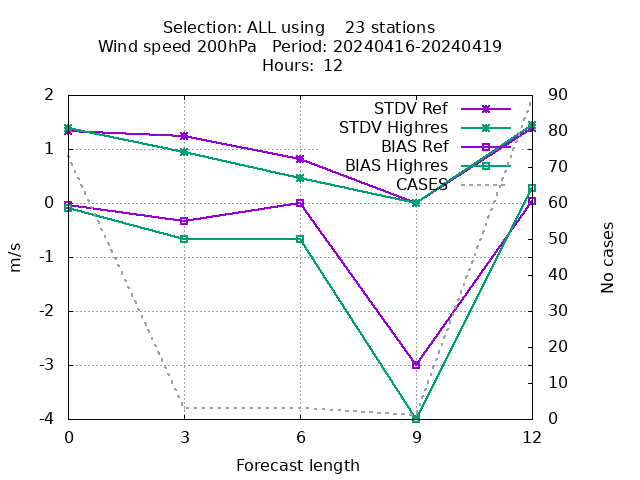 Selection: ALL using 23 stations
Wind speed 200hPa Period: 20240416-20240419
Hours: 12
STDV Ref
STDV Highres
BIAS Ref
BIAS Highres
CASES
2
1
0
-1
-2
-3
-4
m/s
90
80
70
60
50
40
30
20
10
0
No cases
0 3 6 9 12
Forecast length